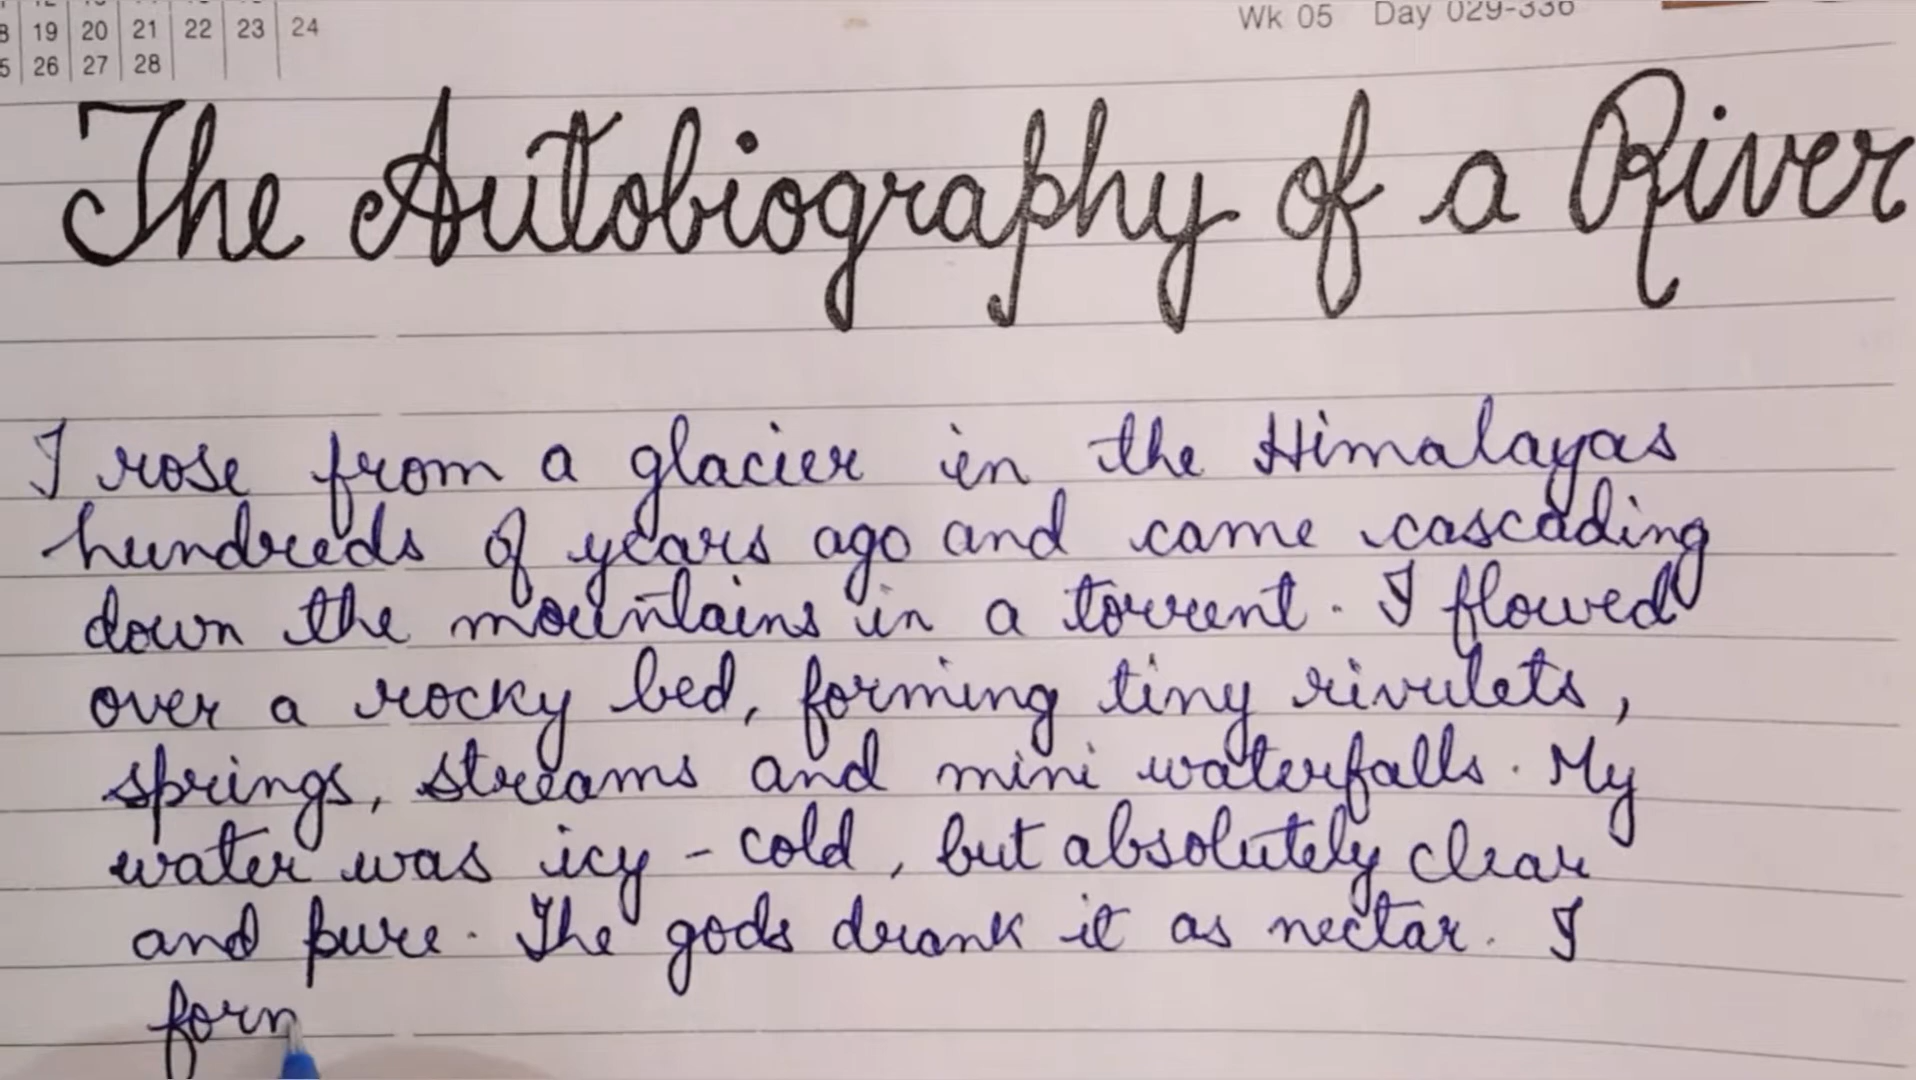 19 20 21 22 23 24
26 27 28
Wk 05 Day 029-336
The Autobiography of a River
I rose from a glacier in the Himalayas
hundreds of years ago and came cascading
down the mountains in a torrent. I flowed
over a rocky bed, forming tiny rivulets,
springs, streams and mini waterfalls. My
water was icy - cold, but absolutely clear
and pure. The gods drank it as nectar. I
form